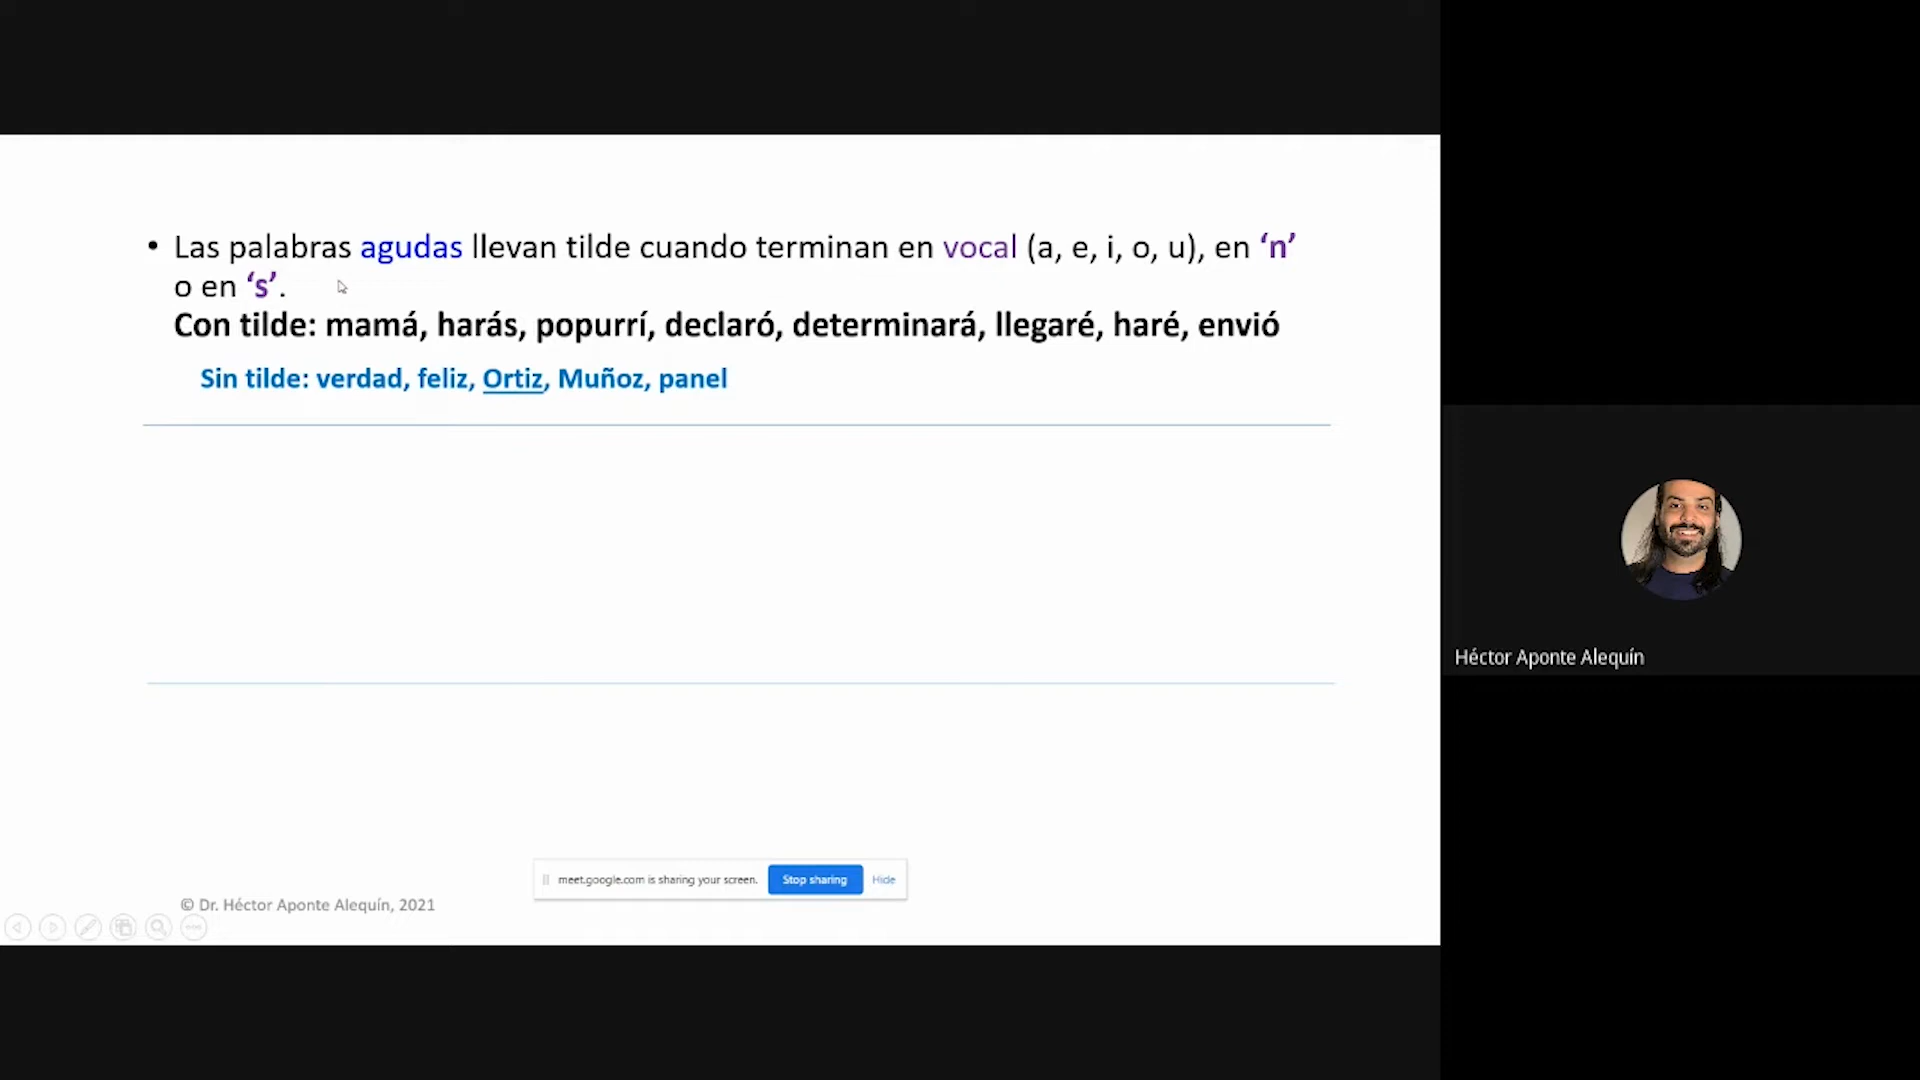 • Las palabras agudas llevan tilde cuando terminan en vocal (a, e, i, o, u), en ‘n’
o en ‘s’.
Con tilde: mamá, harás, popurrí, declaró, determinará, llegaré, haré, envió
Sin tilde: verdad, feliz, Ortiz, Muñoz, panel
Héctor Aponte Alequín
meet.google.com is sharing your screen. Stop sharing Hide
© Dr. Héctor Aponte Alequín, 2021